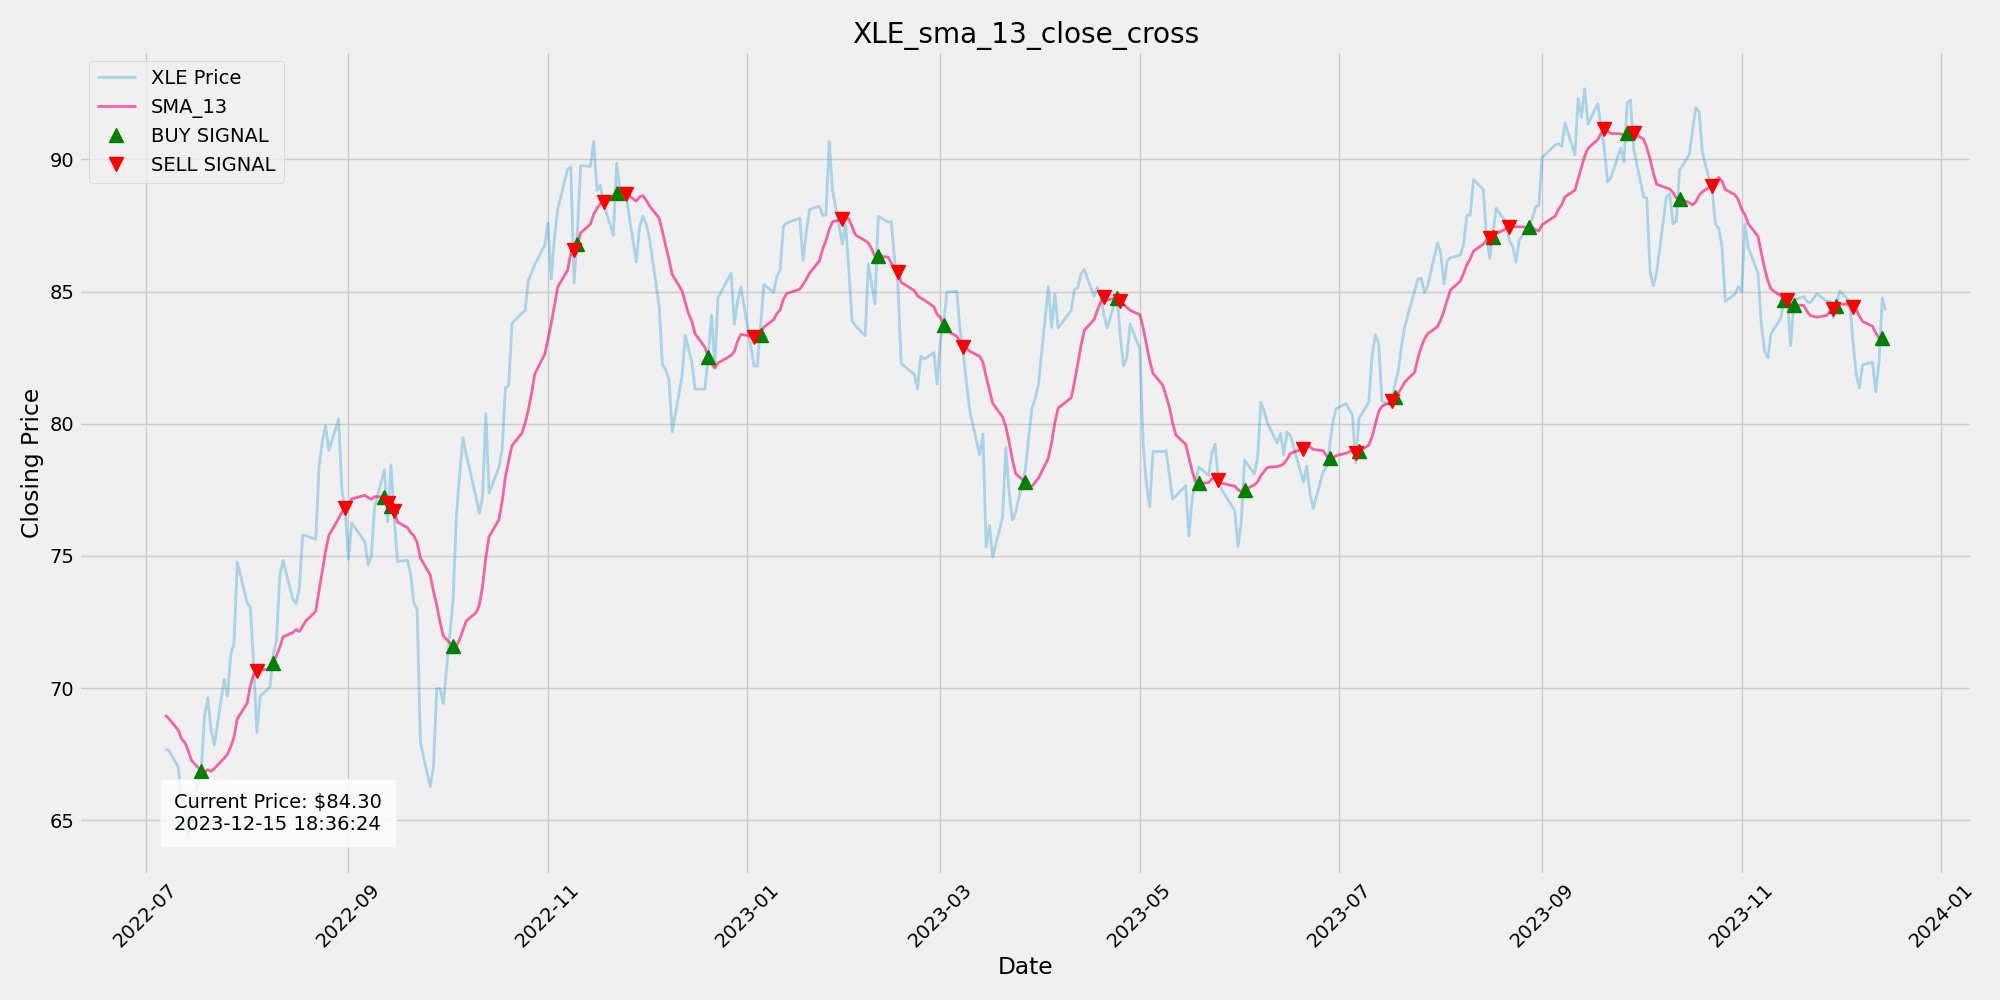 XLE_sma_13_close_cross
XLE Price
SMA_13
BUY SIGNAL
SELL SIGNAL
90
85
80
75
70
65
Closing Price
Current Price: $84.30
2023-12-15 18:36:24
2022-07
2022-09
2022-11
2023-01
2023-03
2023-05
2023-07
2023-09
2023-11
2024-01
Date